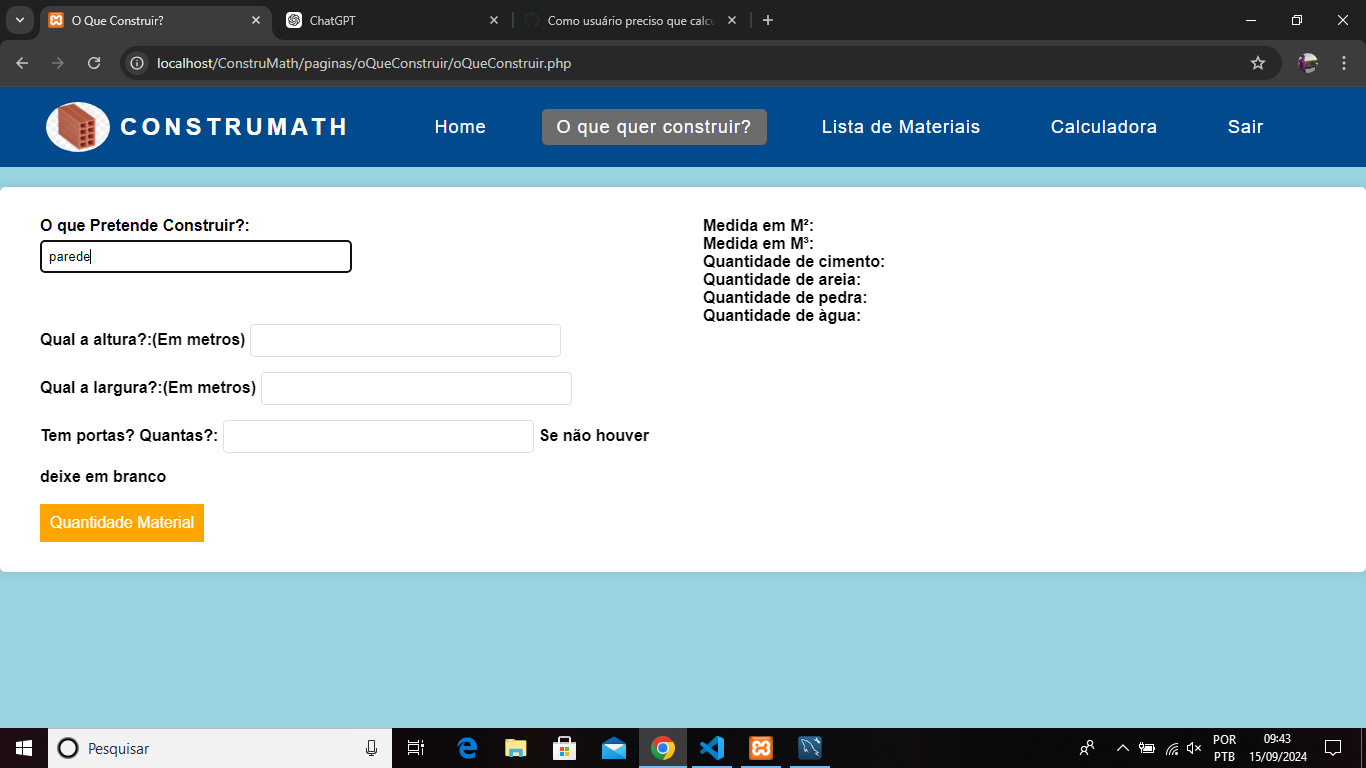 O Que Construir?
ChatGPT
Como usuário preciso que calcu
localhost/ConstruMath/paginas/oQueConstruir/oQueConstruir.php
CONSTRUMATH Home O que quer construir? Lista de Materiais Calculadora Sair
O que Pretende Construir?:
parede
Qual a altura?:(Em metros)
Qual a largura?:(Em metros)
Tem portas? Quantas?: Se não houver
deixe em branco
Quantidade Material
Medida em M²:
Medida em M³:
Quantidade de cimento:
Quantidade de areia:
Quantidade de pedra:
Quantidade de àgua:
Pesquisar
POR
PTB
09:43
15/09/2024